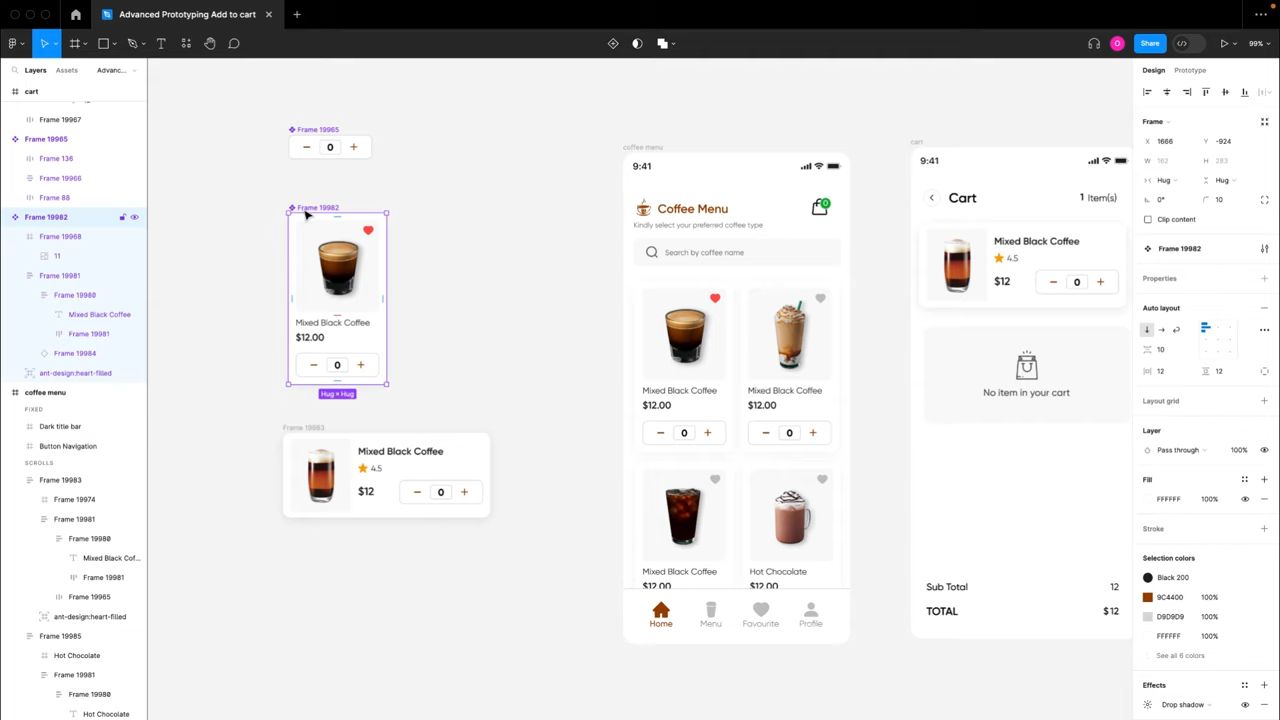 Advanced Prototyping Add to cart
Share
99%
Layers
Assets
Advanc...
cart
Frame 19967
Frame 19965
Frame 136
Frame 19966
Frame 88
Frame 19982
Frame 19968
11
Frame 19981
Frame 19980
Mixed Black Coffee
Frame 19981
Frame 19984
ant-design:heart-filled
coffee menu
FIXED
Dark title bar
Button Navigation
SCROLLS
Frame 19983
Frame 19974
Frame 19981
Frame 19980
Mixed Black Cof...
Frame 19981
Frame 19965
ant-design:heart-filled
Frame 19985
Hot Chocolate
Frame 19981
Frame 19980
Hot Chocolate
Frame 19965
− 0 +
Frame 19982
Mixed Black Coffee
$12.00
− 0 +
Hug × Hug
Frame 19983
Mixed Black Coffee
4.5
$12
− 0 +
coffee menu
9:41
Coffee Menu
0
Kindly select your preferred coffee type
Search by coffee name
Mixed Black Coffee
$12.00
− 0 +
Mixed Black Coffee
$12.00
− 0 +
Mixed Black Coffee
$12.00
Hot Chocolate
$12.00
Home
Menu
Favourite
Profile
cart
9:41
Cart
1 Item(s)
Mixed Black Coffee
4.5
$12
− 0 +
No item in your cart
Sub Total 12
TOTAL $12
Design
Prototype
Frame
X 1666
Y -924
W 162
H 283
Hug
Hug
0°
10
Clip content
Frame 19982
Properties
Auto layout
10
12
12
Layout grid
Layer
Pass through
100%
Fill
FFFFFF 100%
Stroke
Selection colors
Black 200
9C4400 100%
D9D9D9 100%
FFFFFF 100%
See all 6 colors
Effects
Drop shadow